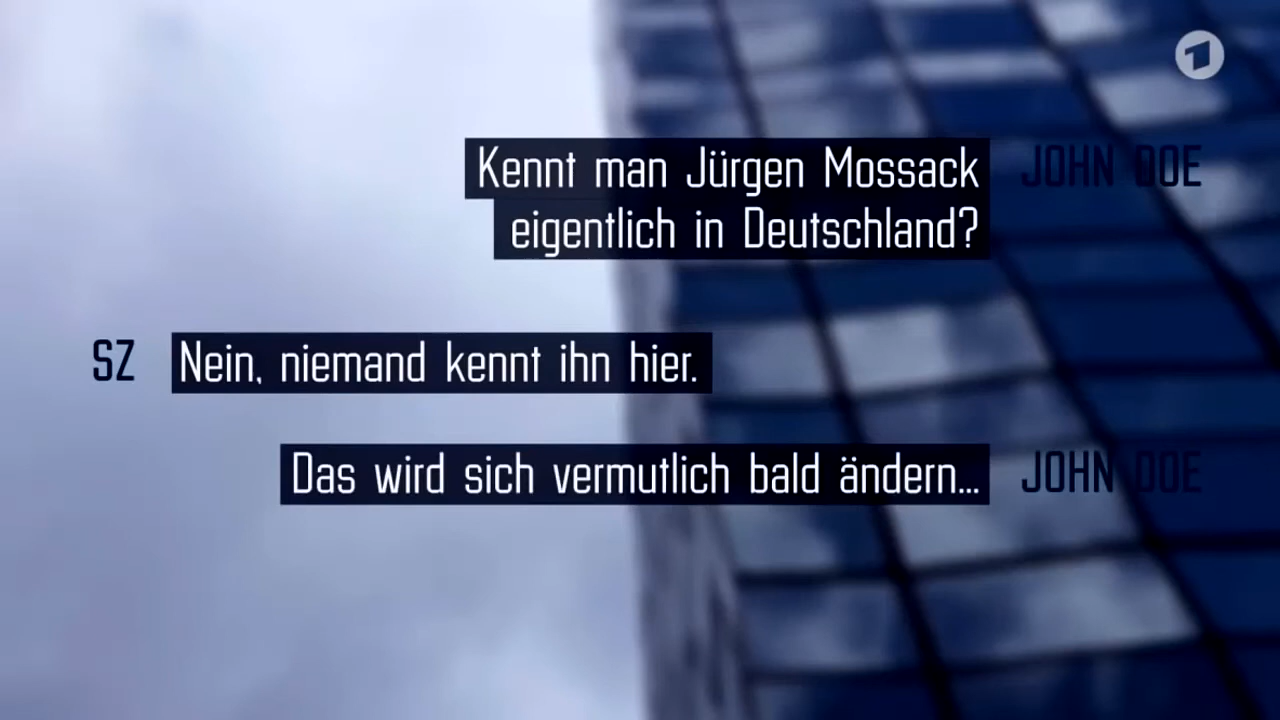 Kennt man Jürgen Mossack JOHN DOE
eigentlich in Deutschland?
SZ Nein, niemand kennt ihn hier.
Das wird sich vermutlich bald ändern... JOHN DOE